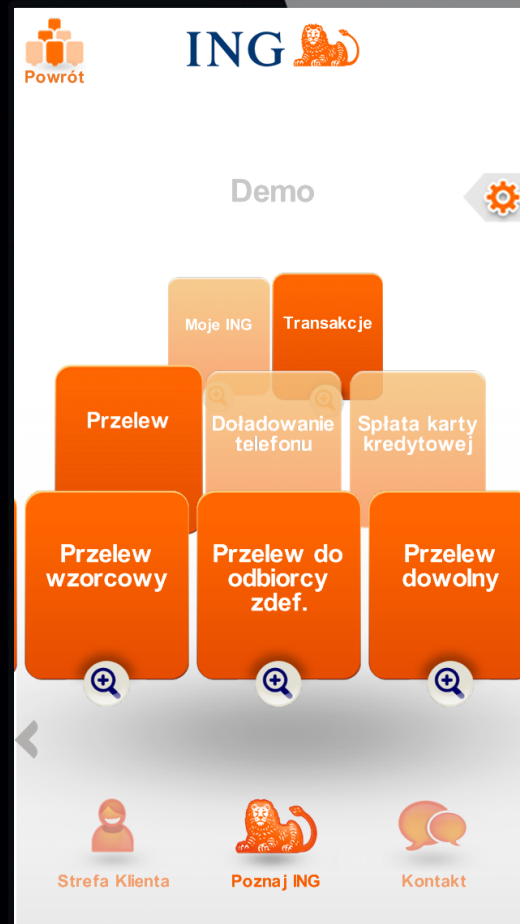 Powrót
ING
Demo
Moje ING
Transakcje
Przelew
Doładowanie
telefonu
Spłata karty
kredytowej
Przelew
wzorcowy
Przelew do
odbiorcy
zdef.
Przelew
dowolny
Strefa Klienta
Poznaj ING
Kontakt